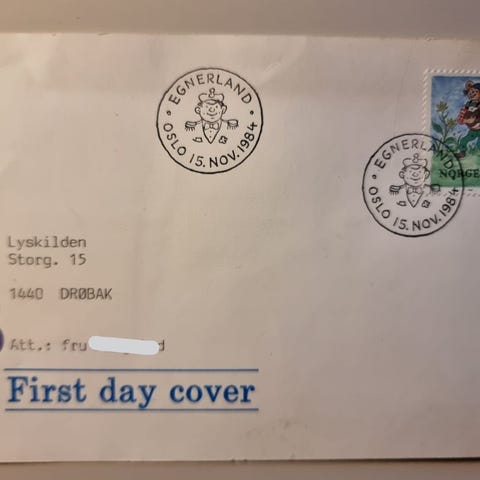 EGNERLAND
OSLO 15. NOV. 1984
NORGE
EGNERLAND
OSLO 15. NOV. 1984
Lyskilden
Storg. 15
1440 DRØBAK
Att.: fru
First day cover